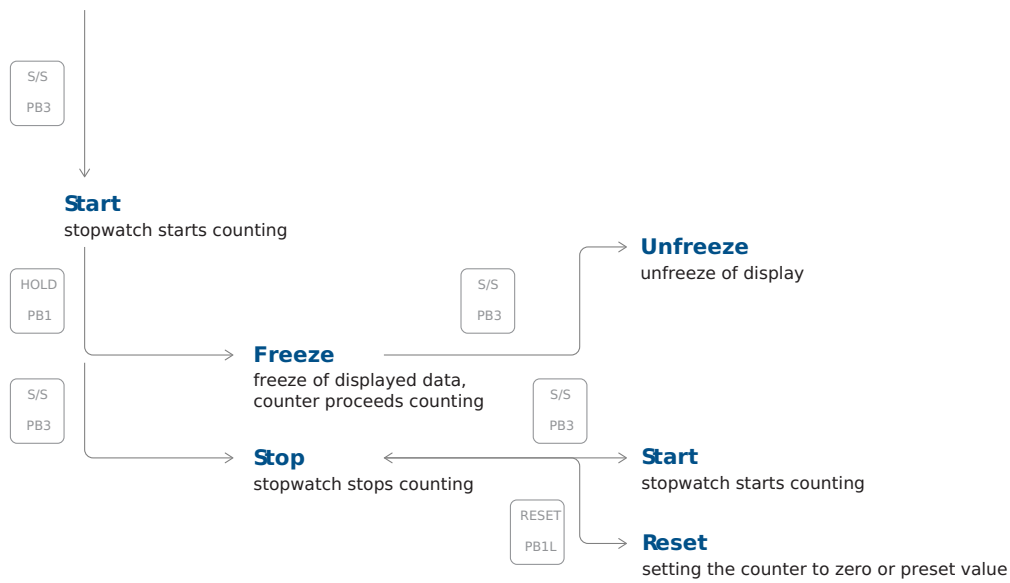 S/S
PB3
Start
stopwatch starts counting
HOLD
PB1
S/S
PB3
Unfreeze
unfreeze of display
Freeze
freeze of displayed data,
counter proceeds counting
S/S
PB3
S/S
PB3
Stop
stopwatch stops counting
Start
stopwatch starts counting
RESET
PB1L
Reset
setting the counter to zero or preset value